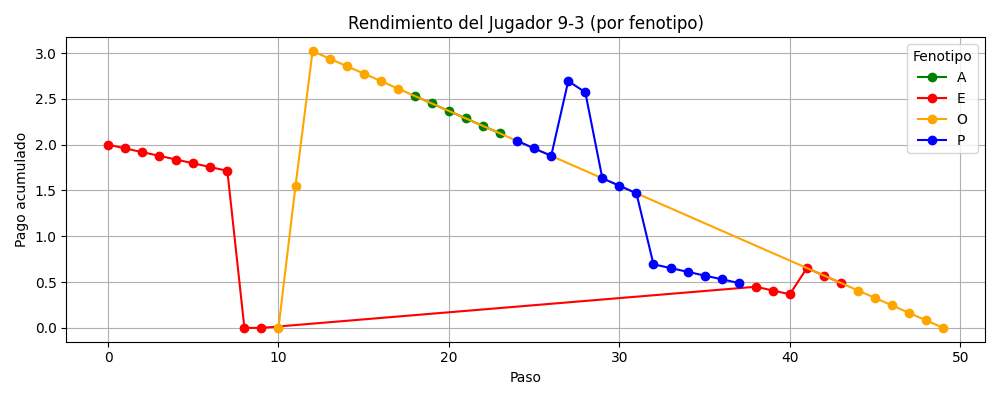 Rendimiento del Jugador 9-3 (por fenotipo)
Pago acumulado
3.0
2.5
2.0
1.5
1.0
0.5
0.0
Fenotipo
A
E
O
P
0 10 20 30 40 50
Paso